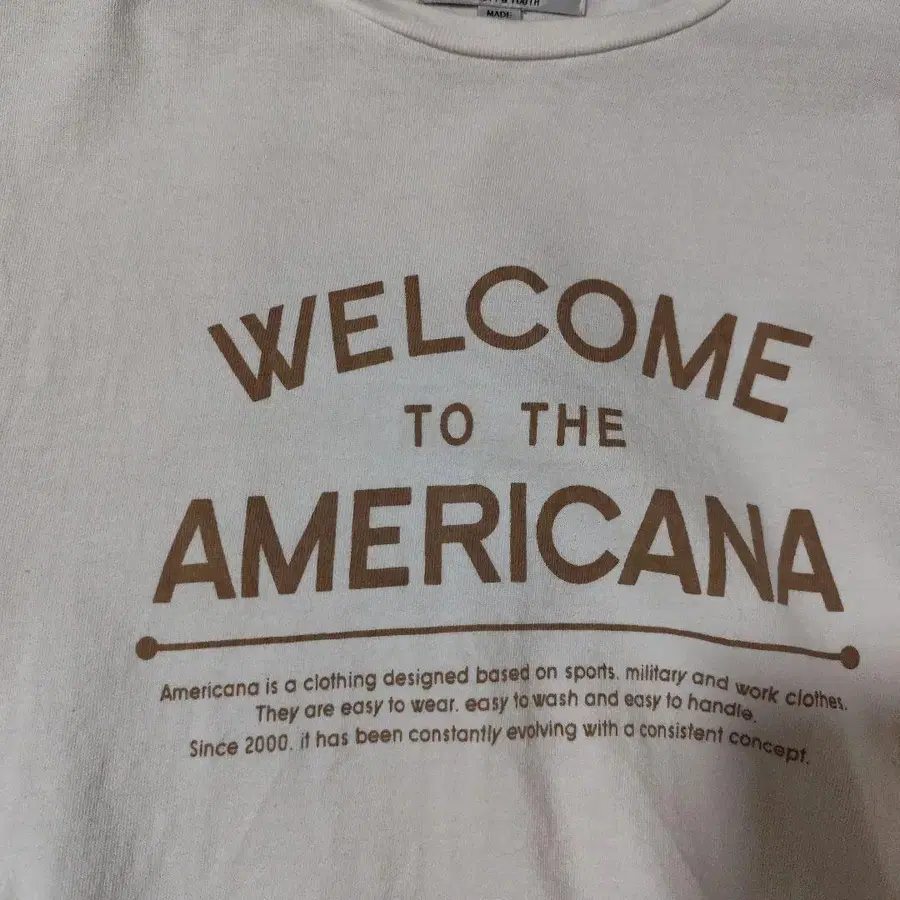 YOUTH
MADE
WELCOME
TO THE
AMERICANA
Americana is a clothing designed based on sports. military and work clothes.
They are easy to wear. easy to wash and easy to handle.
Since 2000. it has been constantly evolving with a consistent concept.